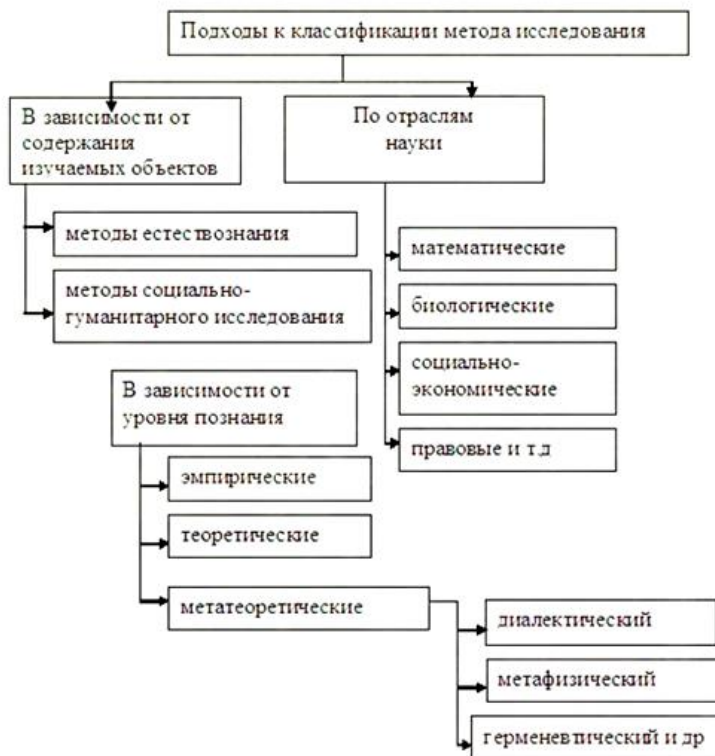 Подходы к классификации метода исследования
В зависимости от
содержания
изучаемых объектов
По отраслям
науки
методы естествознания
методы социально-
гуманитарного исследования
математические
биологические
социально-
экономические
правовые и т.д
В зависимости от
уровня познания
эмпирические
теоретические
метатеоретические
диалектический
метафизический
герменевтический и др